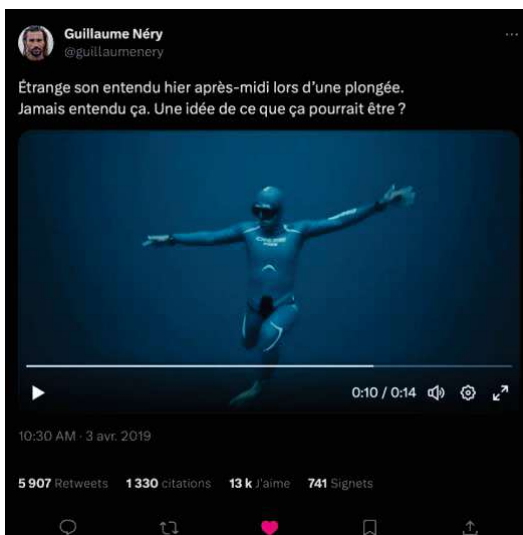 Guillaume Néry
@guillaumenery
Étrange son entendu hier après-midi lors d'une plongée.
Jamais entendu ça. Une idée de ce que ça pourrait être ?
CRESSI
0:10 / 0:14
10:30 AM · 3 avr. 2019
5 907 Retweets 1 330 citations 13 k J'aime 741 Signets